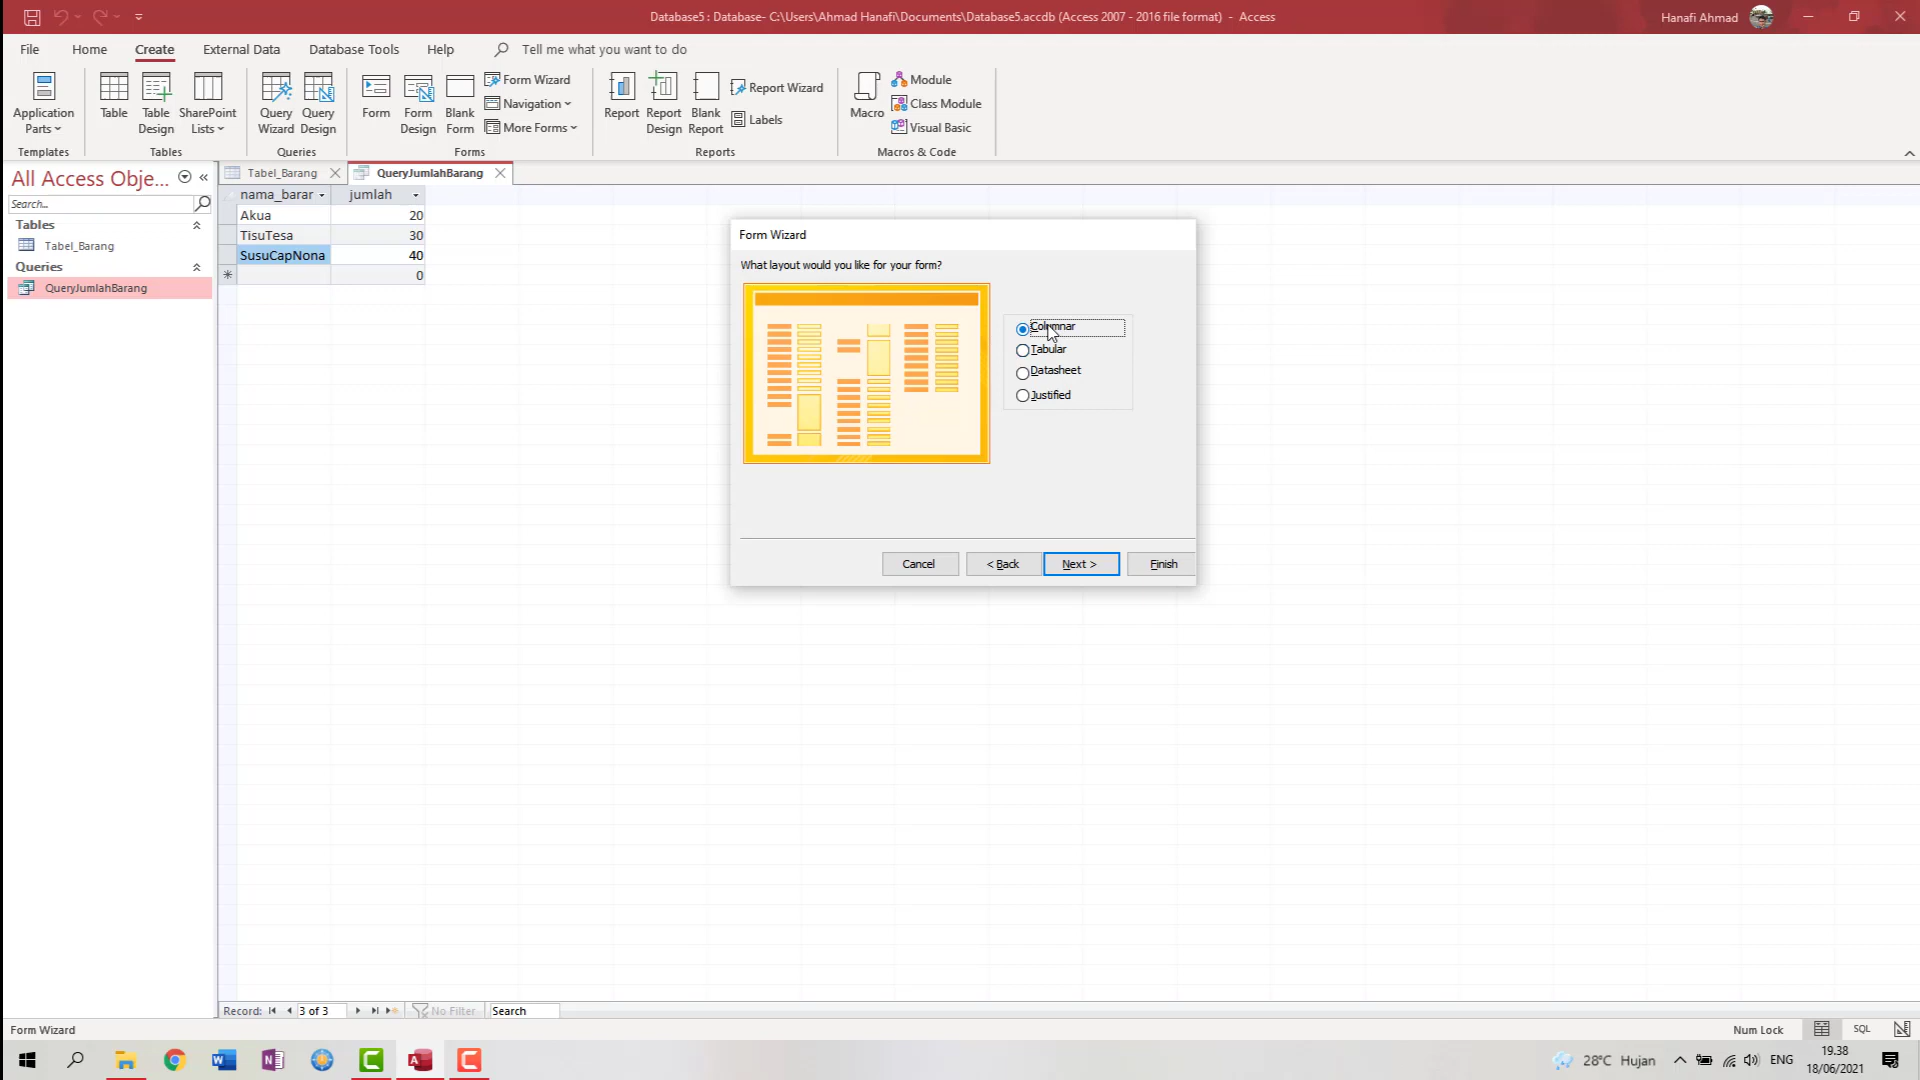 Database5 : Database- C:\Users\Ahmad Hanafi\Documents\Database5.accdb (Access 2007 - 2016 file format) - Access
Hanafi Ahmad
File Home Create External Data Database Tools Help Tell me what you want to do
Application Parts
Templates
Table
Table Design
SharePoint Lists
Tables
Query Wizard
Query Design
Queries
Form
Form Design
Blank Form
Form Wizard
Navigation
More Forms
Forms
Report
Report Design
Blank Report
Report Wizard
Labels
Reports
Macro
Module
Class Module
Visual Basic
Macros & Code
All Access Obje...
Search...
Tables
Tabel_Barang
Queries
QueryJumlahBarang
Tabel_Barang QueryJumlahBarang
nama_barar jumlah
Akua 20
TisuTesa 30
SusuCapNona 40
* 0
Form Wizard
What layout would you like for your form?
Columnar
Tabular
Datasheet
Justified
Cancel < Back Next > Finish
Record: 3 of 3 No Filter Search
Form Wizard
Num Lock SQL
28°C Hujan ENG
19.38
18/06/2021